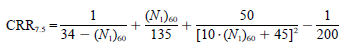 CRR₇.₅ = 1 / (34 − (N₁)₆₀) + (N₁)₆₀ / 135 + 50 / [10 · (N₁)₆₀ + 45]² − 1 / 200